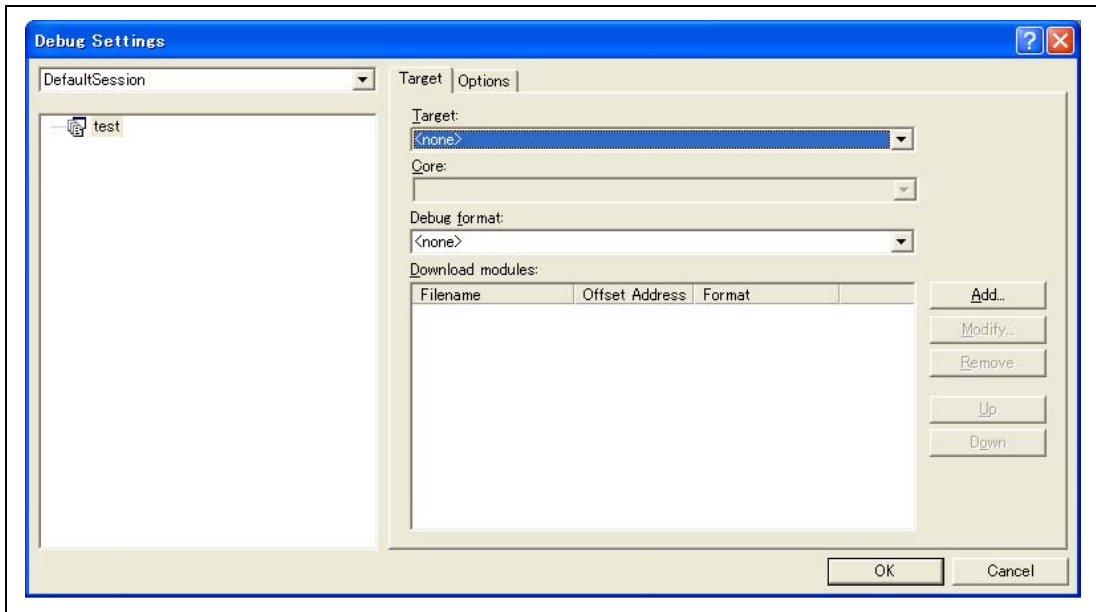 Debug Settings
DefaultSession
test
Target Options
Target:
<none>
Core:
Debug format:
<none>
Download modules:
Filename Offset Address Format
Add...
Modify...
Remove
Up
Down
OK Cancel